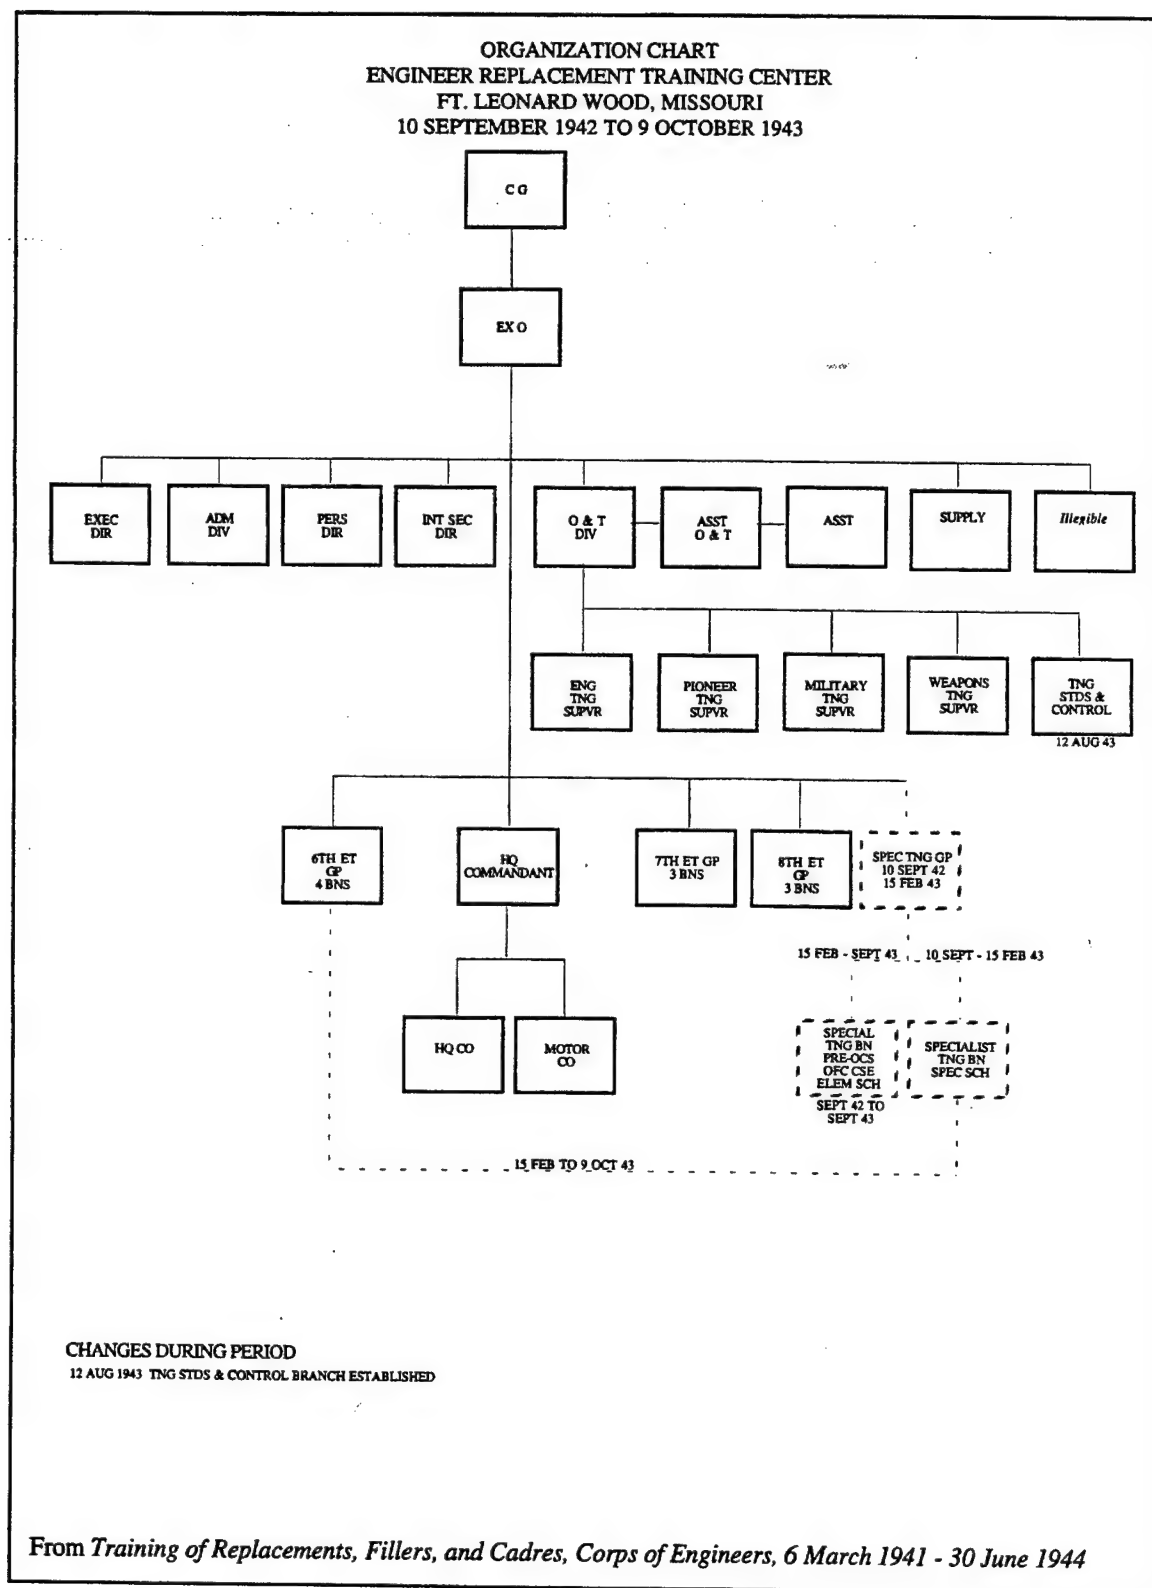 ORGANIZATION CHART
ENGINEER REPLACEMENT TRAINING CENTER
FT. LEONARD WOOD, MISSOURI
10 SEPTEMBER 1942 TO 9 OCTOBER 1943
C G
EX O
EXEC
DIR
ADM
DIV
PERS
DIR
INT SEC
DIR
O & T
DIV
ASST
O & T
ASST
SUPPLY
Illegible
ENG
TNG
SUPVR
PIONEER
TNG
SUPVR
MILITARY
TNG
SUPVR
WEAPONS
TNG
SUPVR
TNG
STDS &
CONTROL
12 AUG 43
6TH ET
GP
4 BNS
HQ
COMMANDANT
7TH ET GP
3 BNS
8TH ET
GP
3 BNS
SPEC TNG GP
10 SEPT 42
15 FEB 43
15 FEB - SEPT 43
10 SEPT - 15 FEB 43
HQ CO
MOTOR
CO
SPECIAL
TNG BN
PRE-OCS
OFC CSE
ELEM SCH
SEPT 42 TO
SEPT 43
SPECIALIST
TNG BN
SPEC SCH
15 FEB TO 9 OCT 43
CHANGES DURING PERIOD
12 AUG 1943 TNG STDS & CONTROL BRANCH ESTABLISHED
From Training of Replacements, Fillers, and Cadres, Corps of Engineers, 6 March 1941 - 30 June 1944